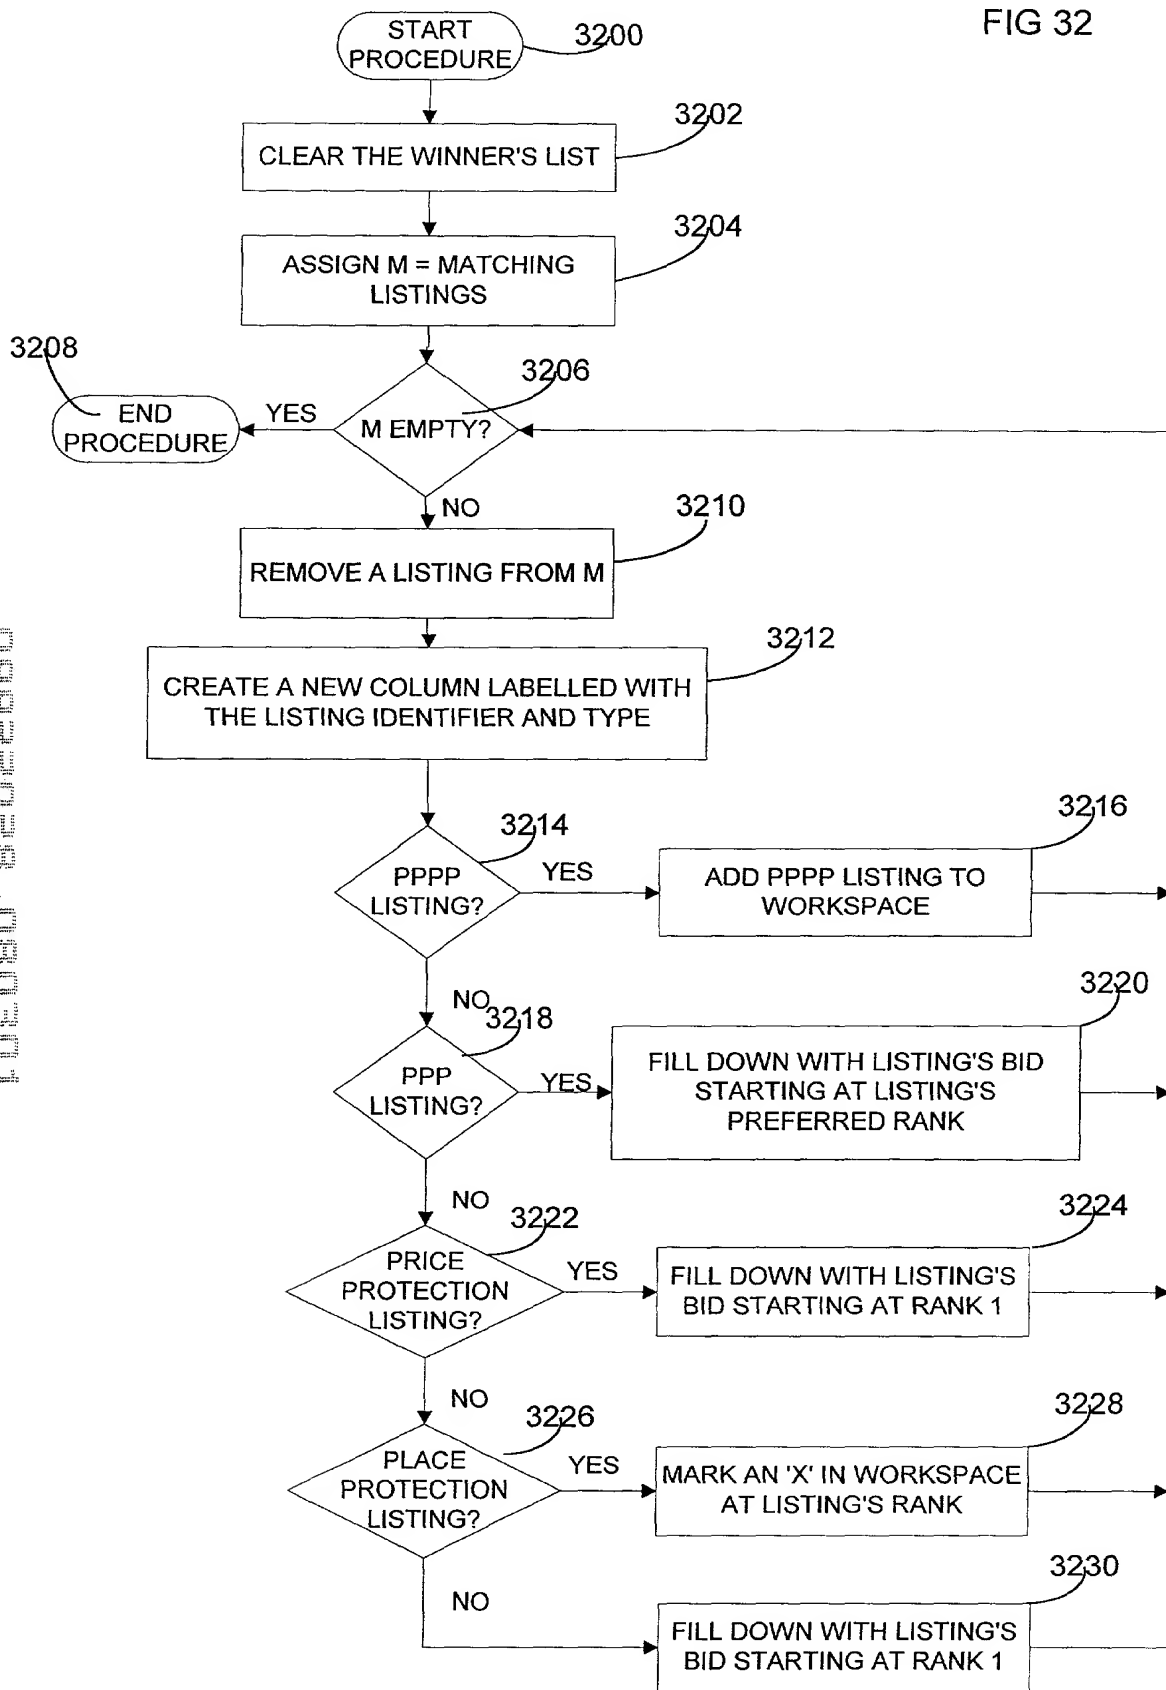 FIG 32
START
PROCEDURE
3200
3202
CLEAR THE WINNER'S LIST
3204
ASSIGN M = MATCHING
LISTINGS
3208
3206
END
PROCEDURE
YES
M EMPTY?
NO
3210
REMOVE A LISTING FROM M
3212
CREATE A NEW COLUMN LABELLED WITH
THE LISTING IDENTIFIER AND TYPE
3214
3216
PPPP
LISTING?
YES
ADD PPPP LISTING TO
WORKSPACE
NO
3218
3220
PPP
LISTING?
YES
FILL DOWN WITH LISTING'S BID
STARTING AT LISTING'S
PREFERRED RANK
NO
3222
3224
PRICE
PROTECTION
LISTING?
YES
FILL DOWN WITH LISTING'S
BID STARTING AT RANK 1
NO
3226
3228
PLACE
PROTECTION
LISTING?
YES
MARK AN 'X' IN WORKSPACE
AT LISTING'S RANK
NO
3230
FILL DOWN WITH LISTING'S
BID STARTING AT RANK 1